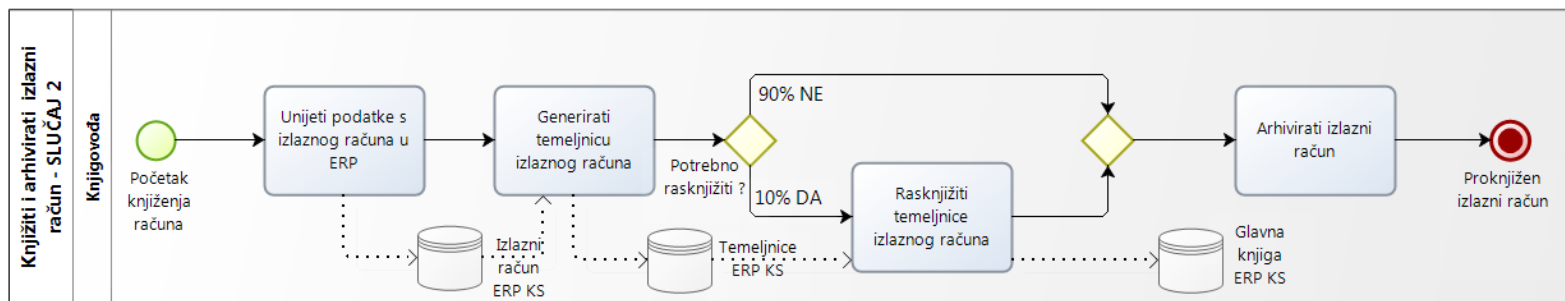 Knjižiti i arhivirati izlazni
račun - SLUČAJ 2
Knjigovođa
Početak
knjiženja
računa
Unijeti podatke s
izlaznog računa u
ERP
Izlazni
račun
ERP KS
Generirati
temeljnicu
izlaznog računa
Temeljnice
ERP KS
Potrebno
rasknjižiti ?
90% NE
10% DA
Rasknjižiti
temeljnice
izlaznog računa
Glavna
knjiga
ERP KS
Arhivirati izlazni
račun
Proknjižen
izlazni račun